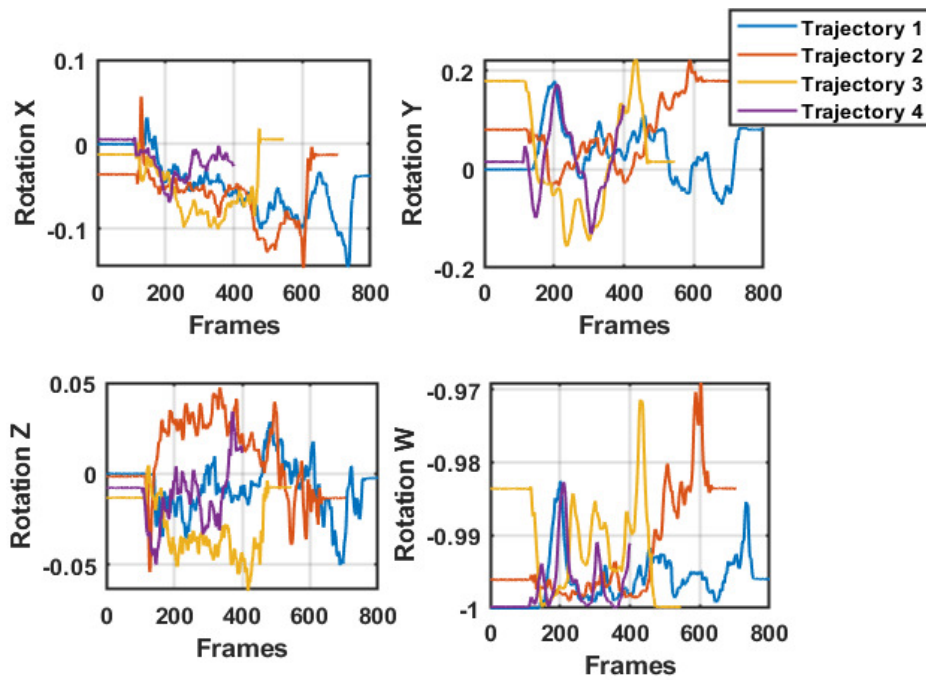 Trajectory 1
Trajectory 2
Trajectory 3
Trajectory 4
Rotation X
0.1
0
-0.1
0 200 400 600 800
Frames
Rotation Y
0.2
0
-0.2
0 200 400 600 800
Frames
Rotation Z
0.05
0
-0.05
0 200 400 600 800
Frames
Rotation W
-0.97
-0.98
-0.99
-1
0 200 400 600 800
Frames